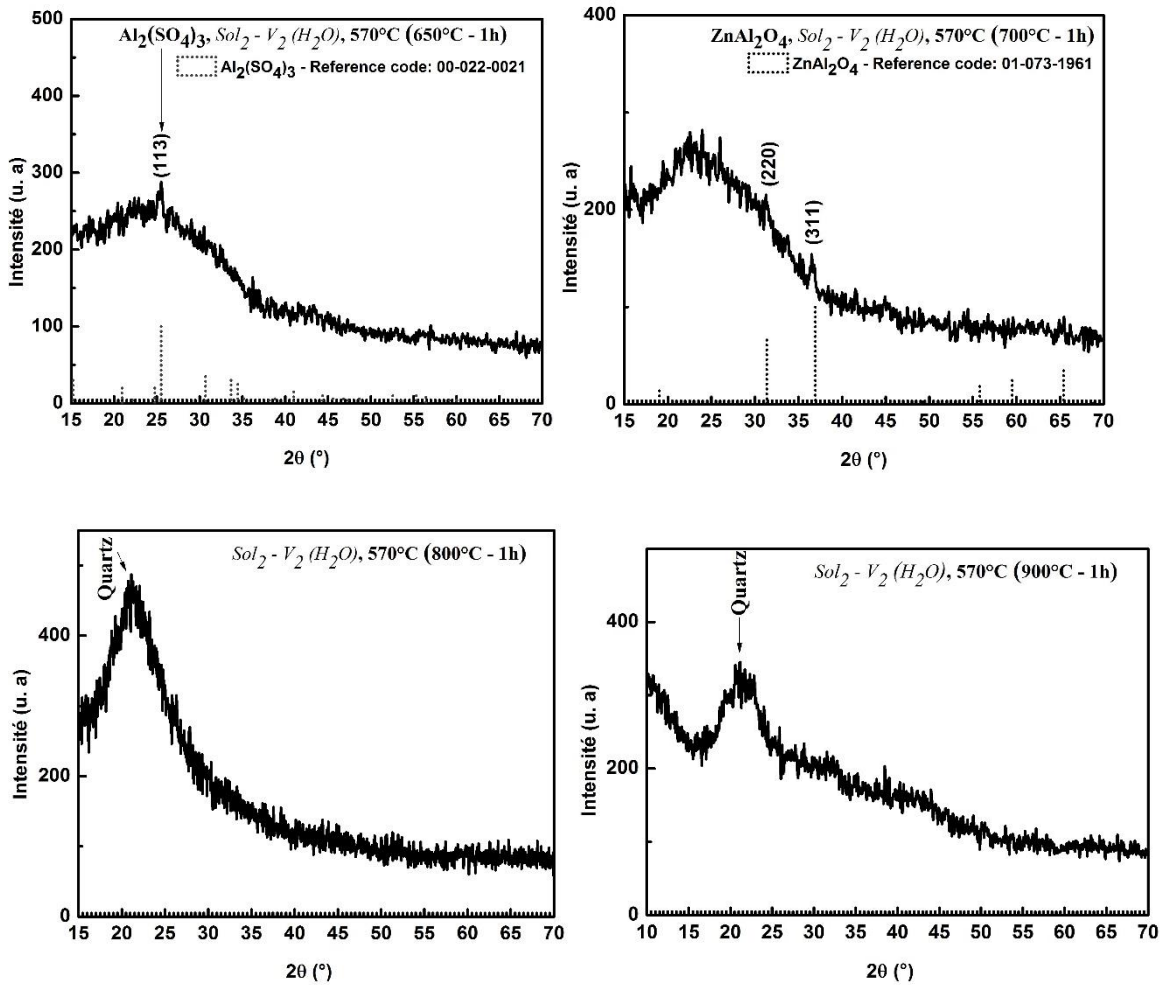 Al2(SO4)3, Sol2 - V2 (H2O), 570°C (650°C - 1h)
Al2(SO4)3 - Reference code: 00-022-0021
(113)
Intensité (u. a)
500
400
300
200
100
0
15 20 25 30 35 40 45 50 55 60 65 70
2θ (°)
ZnAl2O4, Sol2 - V2 (H2O), 570°C (700°C - 1h)
ZnAl2O4 - Reference code: 01-073-1961
(220)
(311)
Intensité (u. a)
400
200
0
15 20 25 30 35 40 45 50 55 60 65 70
2θ (°)
Sol2 - V2 (H2O), 570°C (800°C - 1h)
Quartz
Intensité (u. a)
400
200
0
15 20 25 30 35 40 45 50 55 60 65 70
2θ (°)
Sol2 - V2 (H2O), 570°C (900°C - 1h)
Quartz
Intensité (u. a)
400
200
0
10 15 20 25 30 35 40 45 50 55 60 65 70
2θ (°)